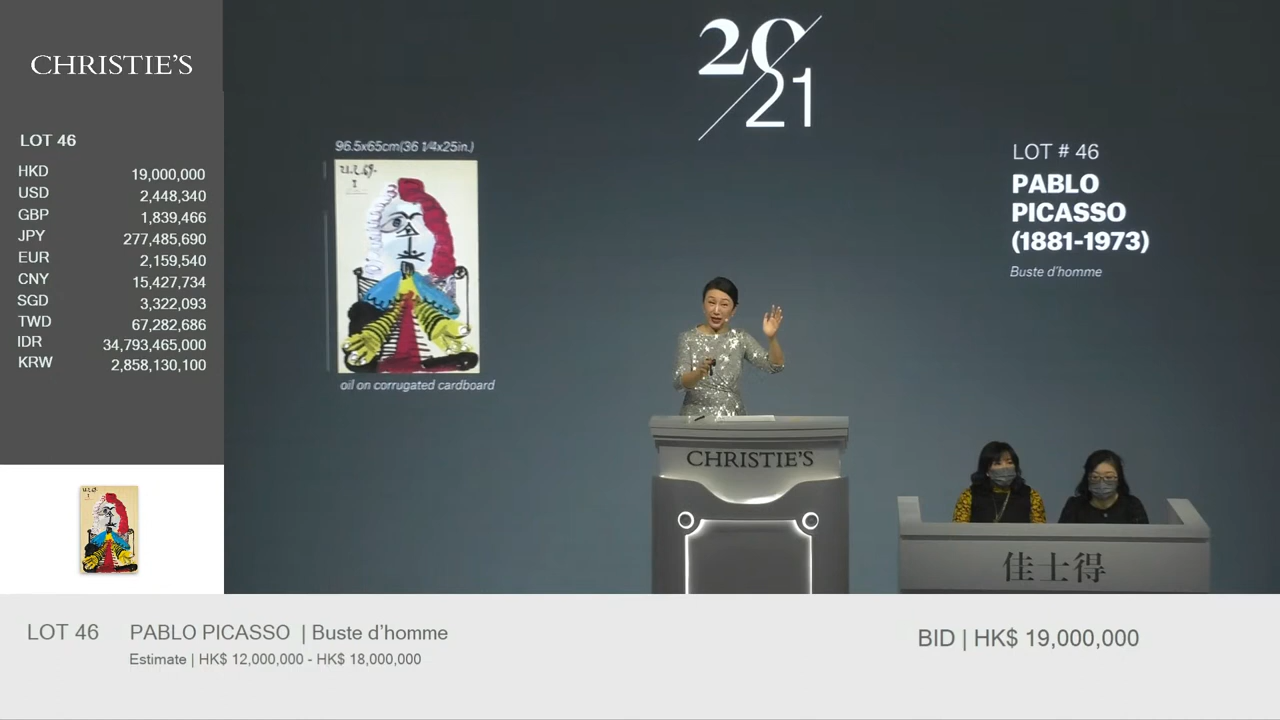 CHRISTIE'S
LOT 46
HKD 19,000,000
USD 2,448,340
GBP 1,839,466
JPY 277,485,690
EUR 2,159,540
CNY 15,427,734
SGD 3,322,093
TWD 67,282,686
IDR 34,793,465,000
KRW 2,858,130,100
20/21
96.5x65cm(36 1/4x25in.)
oil on corrugated cardboard
LOT # 46
PABLO
PICASSO
(1881-1973)
Buste d'homme
CHRISTIE'S
佳士得
LOT 46 PABLO PICASSO | Buste d'homme
Estimate | HK$ 12,000,000 - HK$ 18,000,000
BID | HK$ 19,000,000